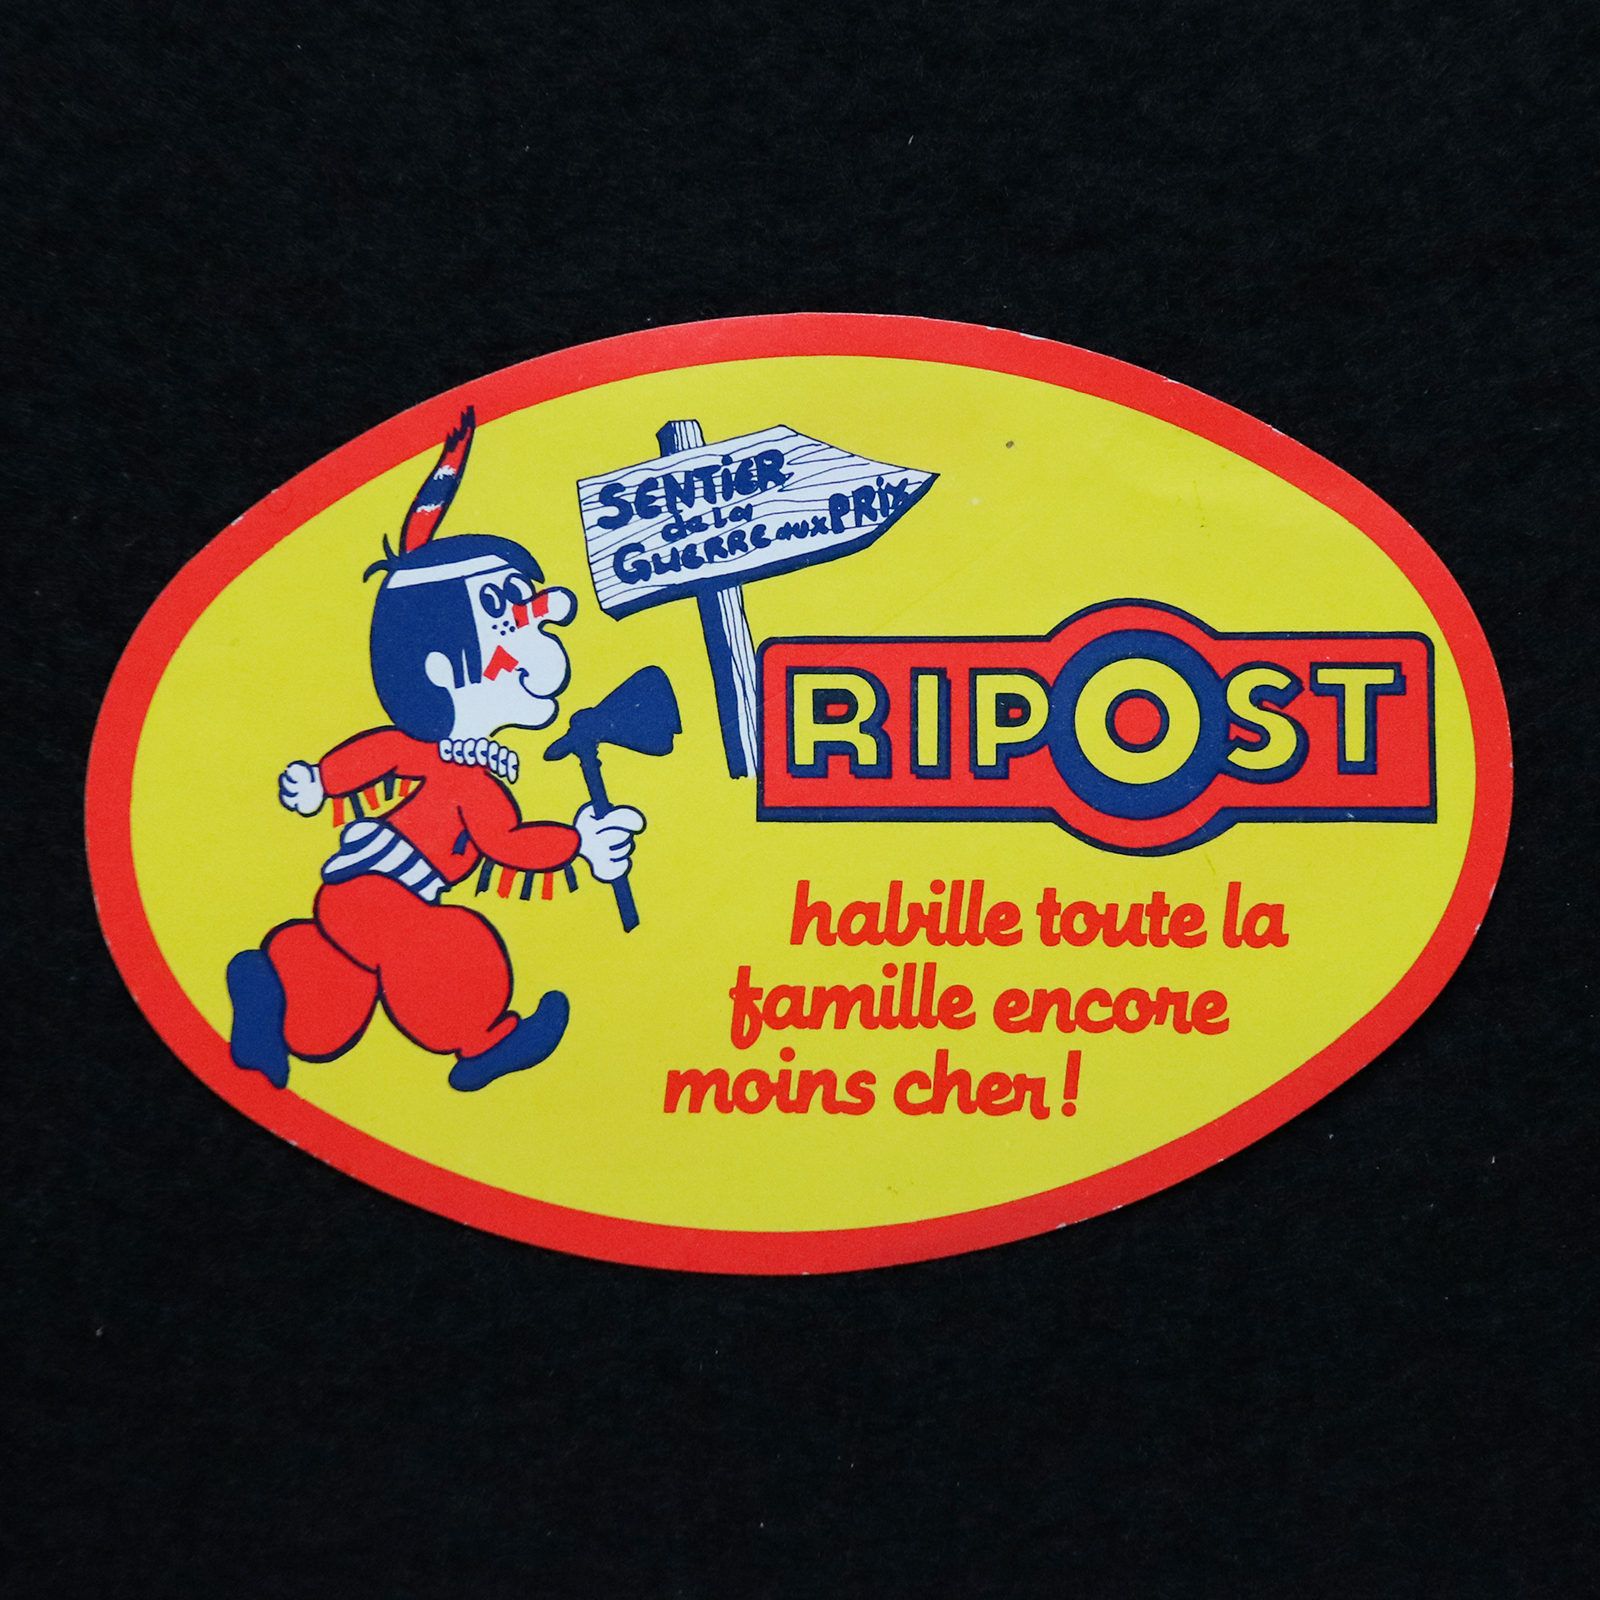 SENTIER
de la
GUERRE aux PRIX
RIPOST
habille toute la
famille encore
moins cher !